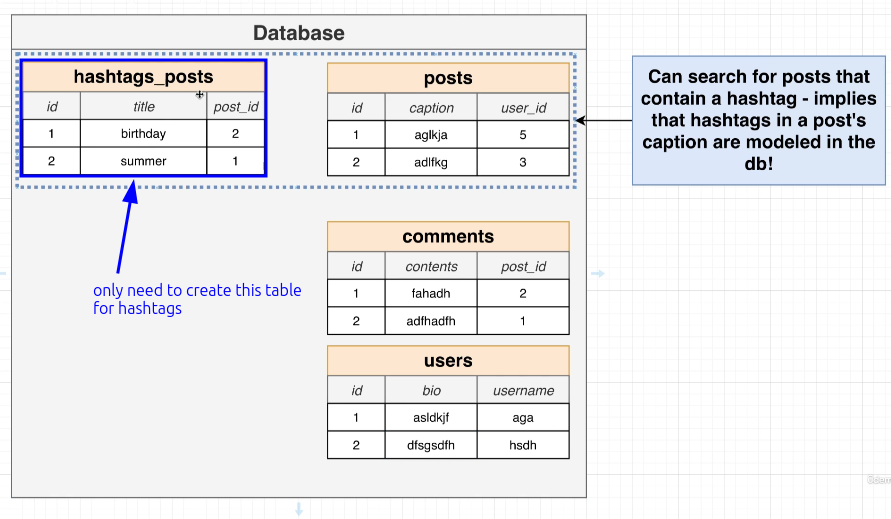 Database
hashtags_posts
id title post_id
1 birthday 2
2 summer 1
posts
id caption user_id
1 aglkja 5
2 adlfkg 3
Can search for posts that
contain a hashtag - implies
that hashtags in a post's
caption are modeled in the
db!
only need to create this table
for hashtags
comments
id contents post_id
1 fahadh 2
2 adfhadfh 1
users
id bio username
1 asldkjf aga
2 dfsgsdfh hsdh